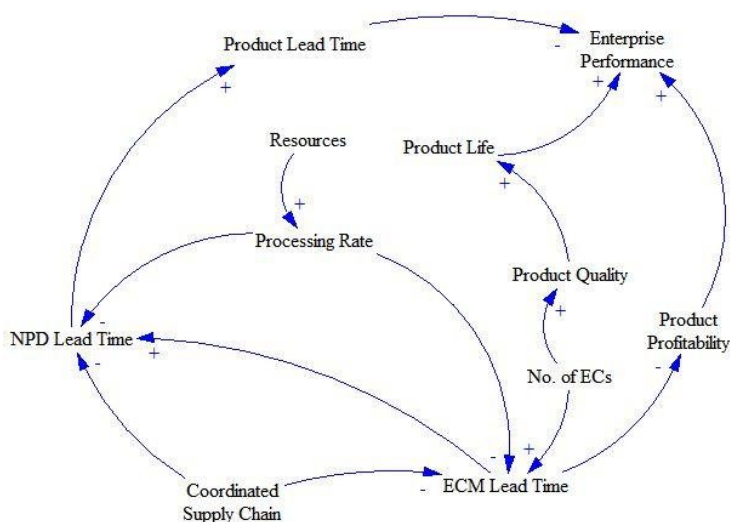 Product Lead Time
-
Enterprise
Performance
+
+
+
Resources
Product Life
+
+
Processing Rate
Product Quality
+
-
NPD Lead Time
+
-
Product
Profitability
-
No. of ECs
-
+
Coordinated
Supply Chain
-
ECM Lead Time